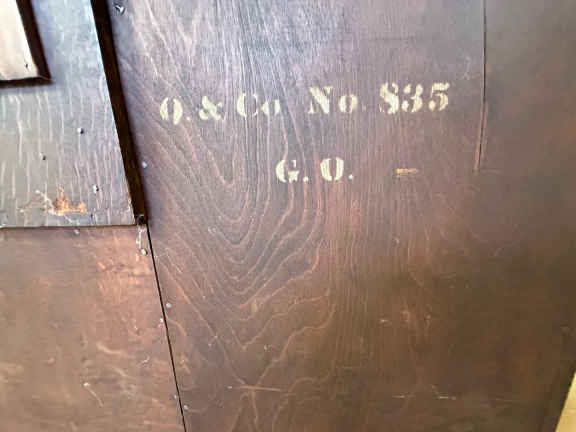 O. & Co No. 835
G. O. –